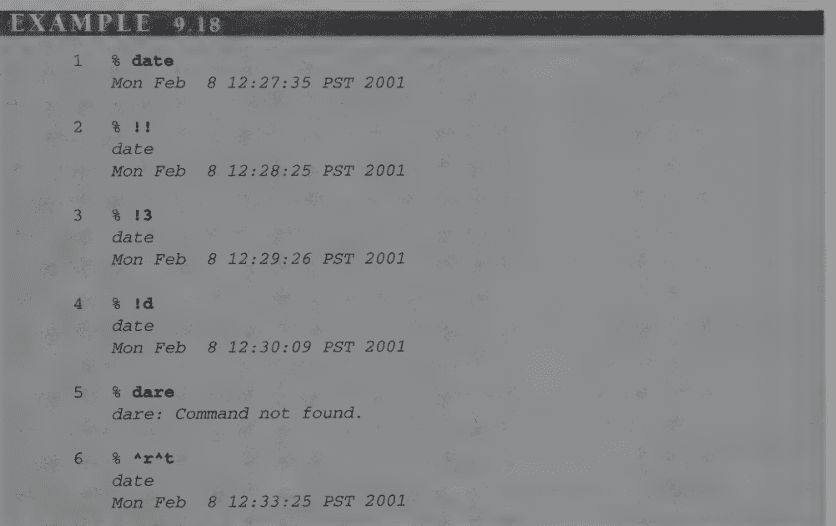 EXAMPLE 9.18
1 % date
Mon Feb 8 12:27:35 PST 2001
2 % !!
date
Mon Feb 8 12:28:25 PST 2001
3 % !3
date
Mon Feb 8 12:29:26 PST 2001
4 % !d
date
Mon Feb 8 12:30:09 PST 2001
5 % dare
dare: Command not found.
6 % ^r^t
date
Mon Feb 8 12:33:25 PST 2001